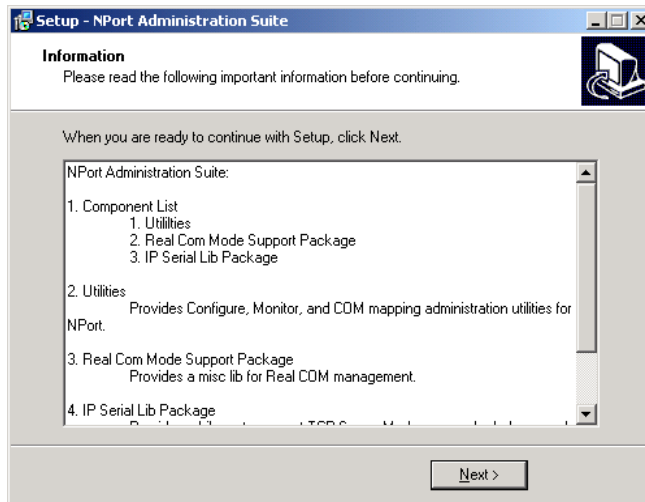 Setup - NPort Administration Suite
Information
Please read the following important information before continuing.
When you are ready to continue with Setup, click Next.
NPort Administration Suite:
1. Component List
1. Utililties
2. Real Com Mode Support Package
3. IP Serial Lib Package
2. Utilities
Provides Configure, Monitor, and COM mapping administration utilities for
NPort.
3. Real Com Mode Support Package
Provides a misc lib for Real COM management.
4. IP Serial Lib Package
Next >